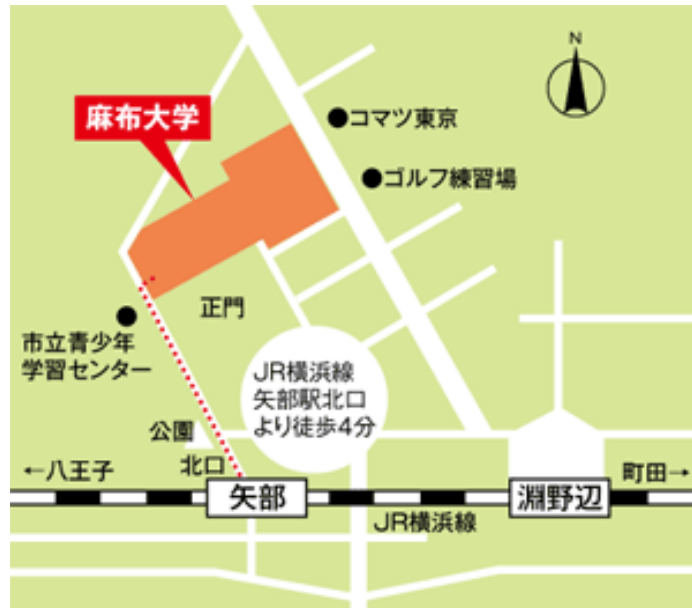 N
麻布大学
●コマツ東京
●ゴルフ練習場
正門
市立青少年
学習センター
JR横浜線
矢部駅北口
より徒歩4分
公園
北口
←八王子
町田→
矢部
淵野辺
JR横浜線